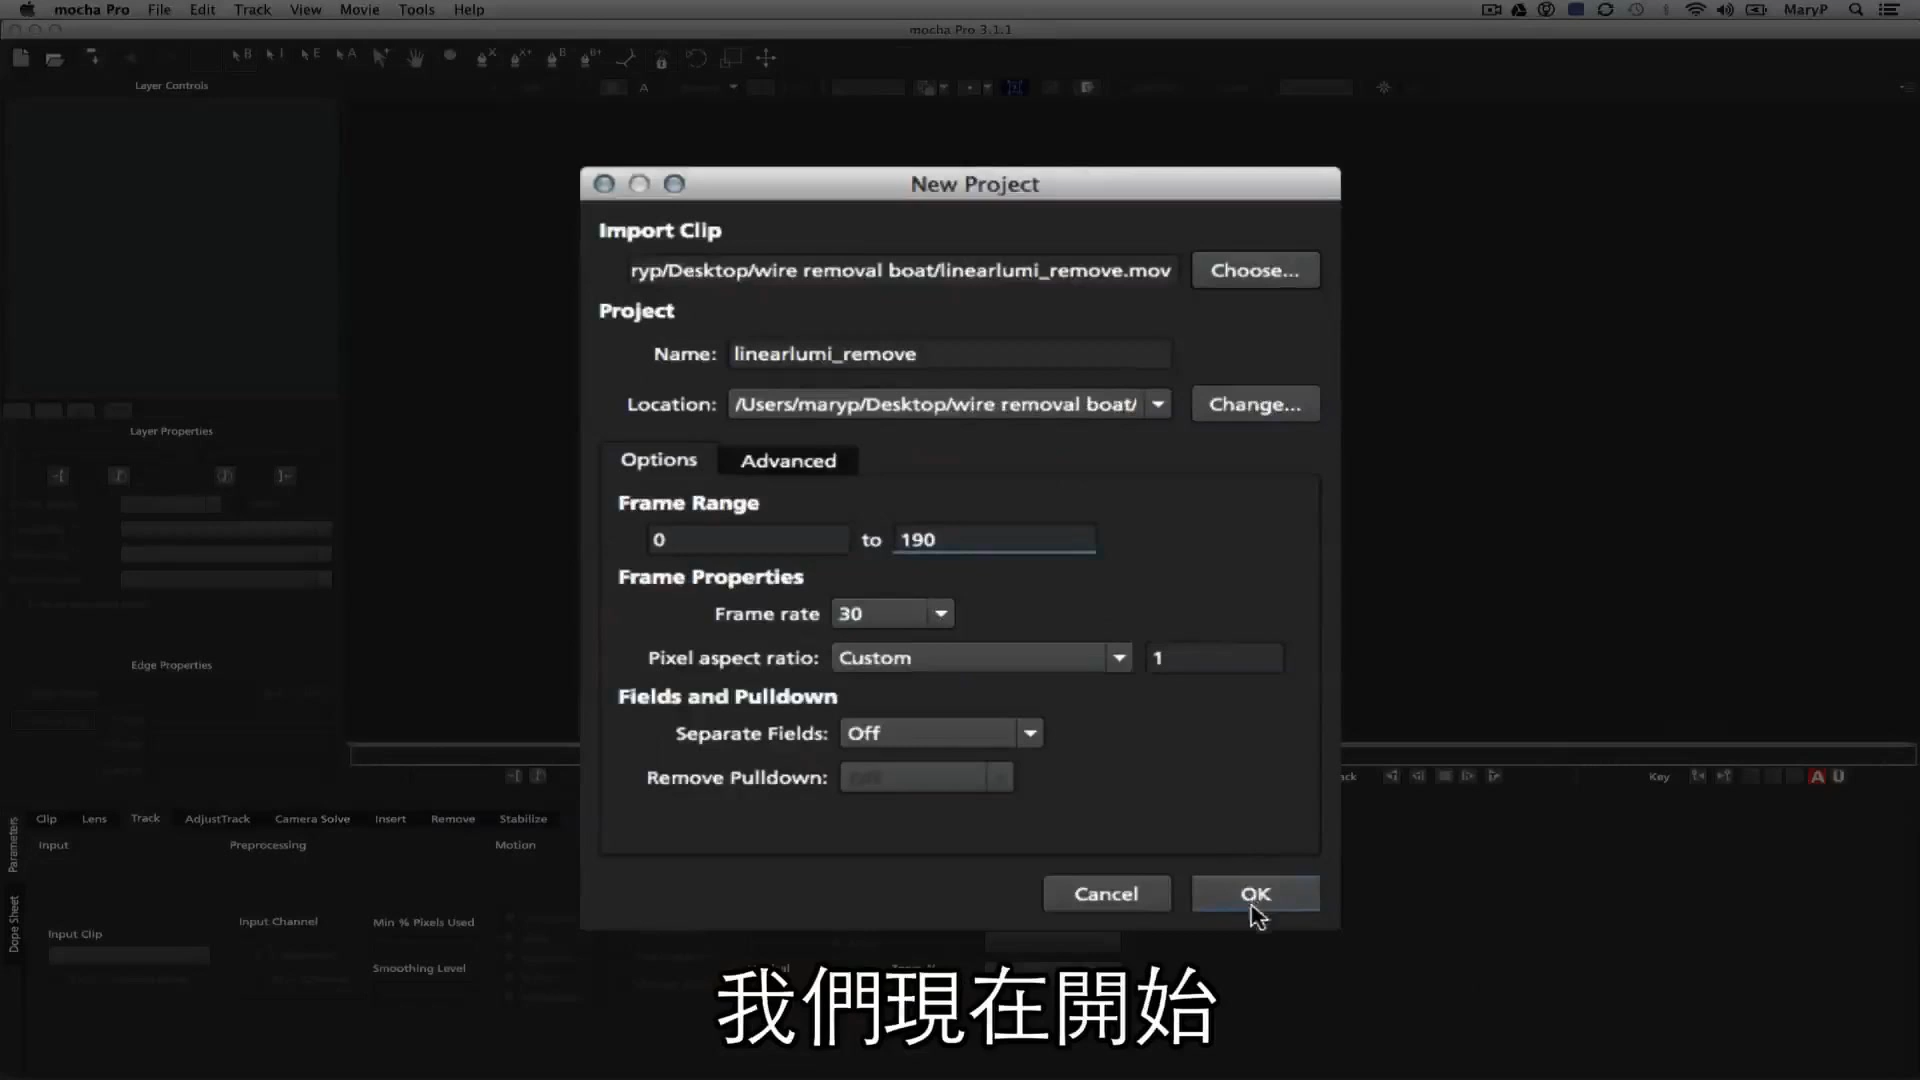 mocha Pro File Edit Track View Movie Tools Help MaryP
mocha Pro 3.1.1
B I E A X X+ B B+
Layer Controls
A
New Project
Import Clip
ryp/Desktop/wire removal boat/linearlumi_remove.mov Choose...
Project
Name: linearlumi_remove
Location: /Users/maryp/Desktop/wire removal boat/ Change...
Layer Properties
Options Advanced
Frame Range
0 to 190
Frame Properties
Frame rate 30
Pixel aspect ratio: Custom 1
Edge Properties
Fields and Pulldown
Separate Fields: Off
Remove Pulldown:
Key A U
Parameters
Dope Sheet
Clip Lens Track AdjustTrack Camera Solve Insert Remove Stabilize
Input Preprocessing Motion
Cancel OK
Input Channel Min % Pixels Used
Input Clip
Smoothing Level
我們現在開始